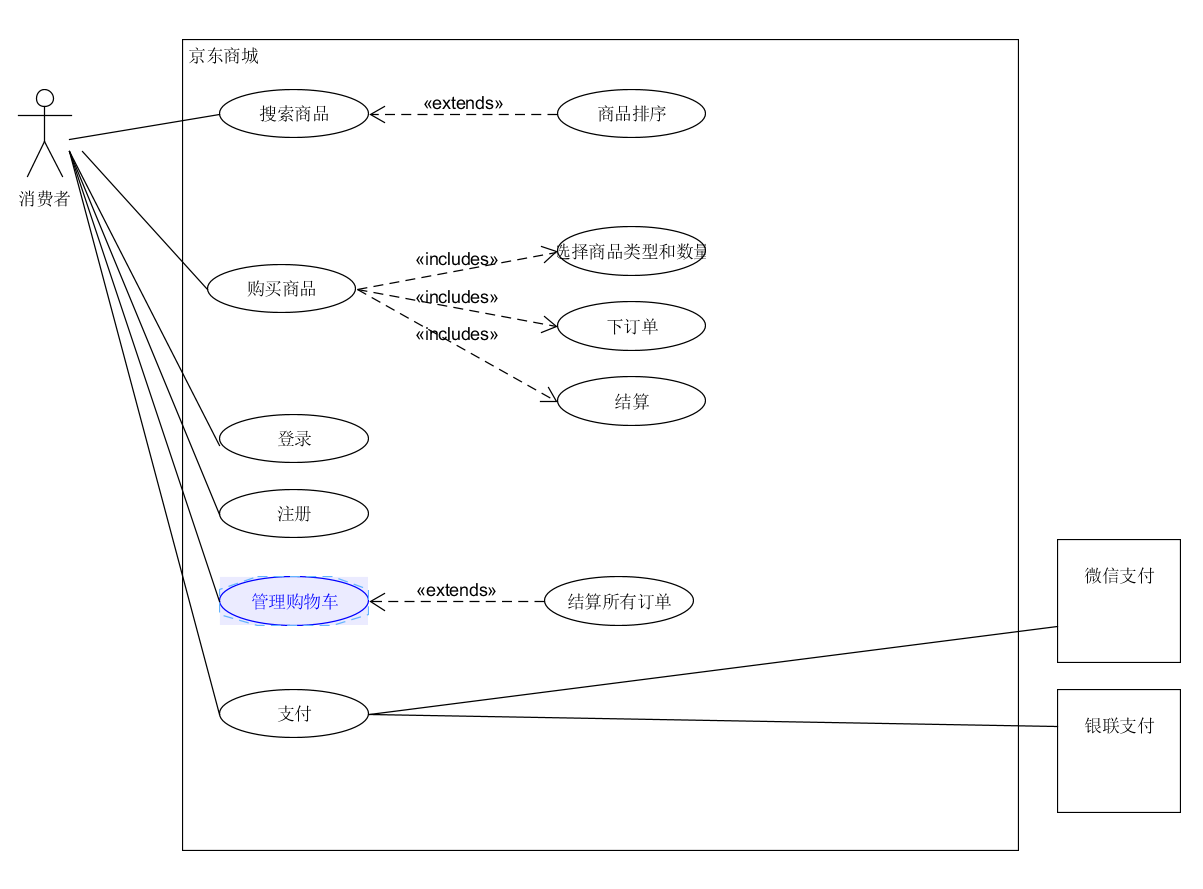 京东商城
搜索商品
«extends»
商品排序
消费者
选择商品类型和数量
«includes»
购买商品
«includes»
下订单
«includes»
结算
登录
注册
微信支付
管理购物车
«extends»
结算所有订单
支付
银联支付